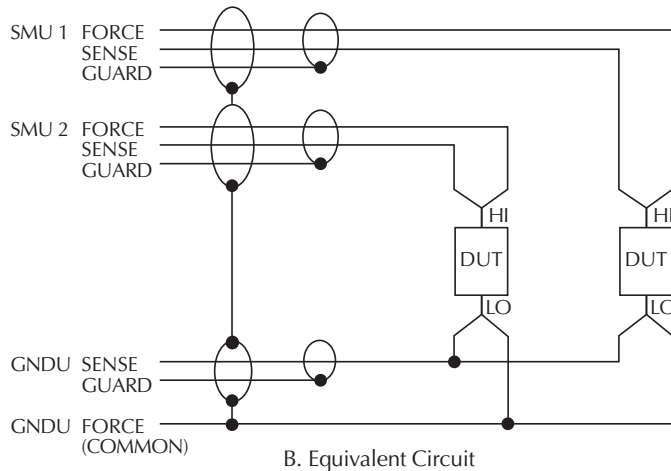 SMU 1 FORCE
SENSE
GUARD
SMU 2 FORCE
SENSE
GUARD
HI HI
DUT DUT
LO LO
GNDU SENSE
GUARD
GNDU FORCE
(COMMON)
B. Equivalent Circuit